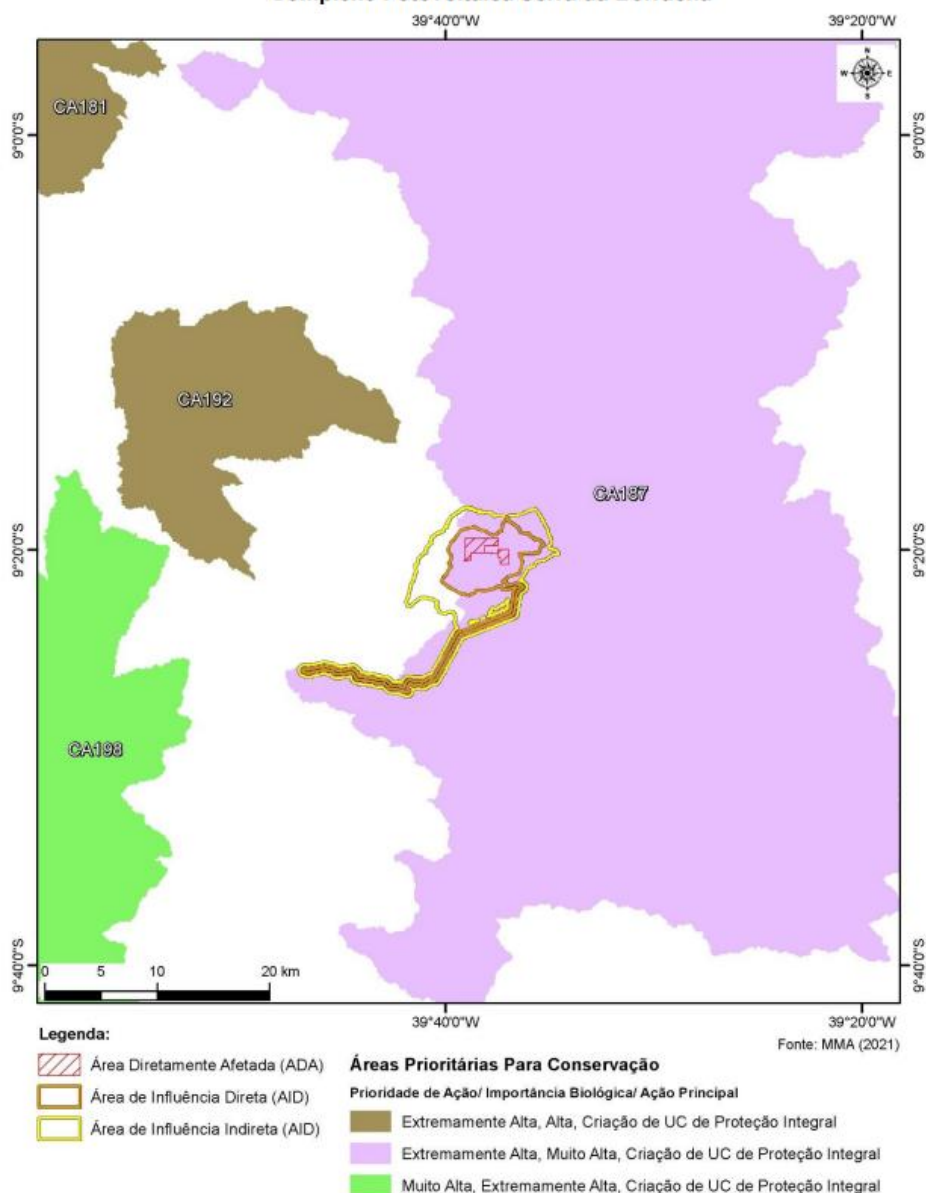 39°40'0"W 39°20'0"W
N
W E
S
CA181
9°0'0"S 9°0'0"S
CA192
CA187
9°20'0"S 9°20'0"S
CA198
9°40'0"S 9°40'0"S
0 5 10 20 km
39°40'0"W 39°20'0"W
Fonte: MMA (2021)
Legenda:
Área Diretamente Afetada (ADA)
Área de Influência Direta (AID)
Área de Influência Indireta (AID)
Áreas Prioritárias Para Conservação
Prioridade de Ação/ Importância Biológica/ Ação Principal
Extremamente Alta, Alta, Criação de UC de Proteção Integral
Extremamente Alta, Muito Alta, Criação de UC de Proteção Integral
Muito Alta, Extremamente Alta, Criação de UC de Proteção Integral